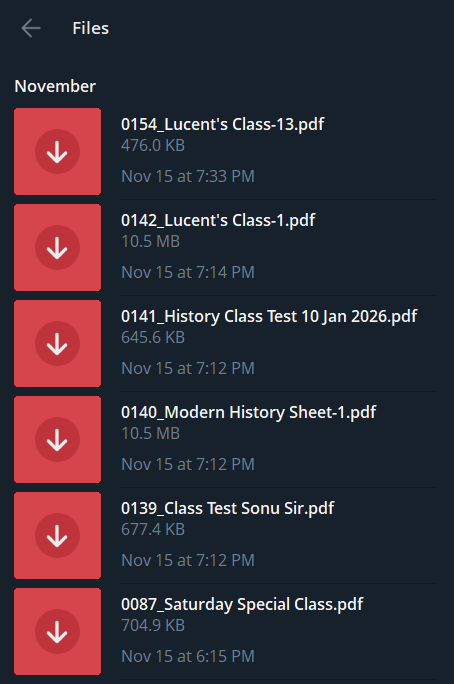 Files
November
0154_Lucent's Class-13.pdf
476.0 KB
Nov 15 at 7:33 PM
0142_Lucent's Class-1.pdf
10.5 MB
Nov 15 at 7:14 PM
0141_History Class Test 10 Jan 2026.pdf
645.6 KB
Nov 15 at 7:12 PM
0140_Modern History Sheet-1.pdf
10.5 MB
Nov 15 at 7:12 PM
0139_Class Test Sonu Sir.pdf
677.4 KB
Nov 15 at 7:12 PM
0087_Saturday Special Class.pdf
704.9 KB
Nov 15 at 6:15 PM